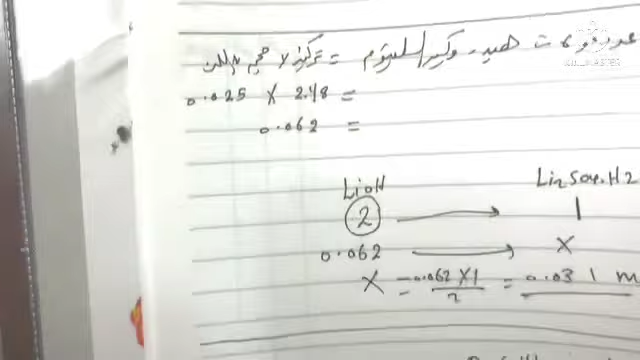 عدد مولات هيدروكسيد الليثيوم = تركيز × حجم باللتر
= 2.48 × 0.025
= 0.062
LioH Li2So4.H2
2 → 1
0.062 → X
X = 0.062 X 1 / 2 = 0.031 m
KILLMASTER